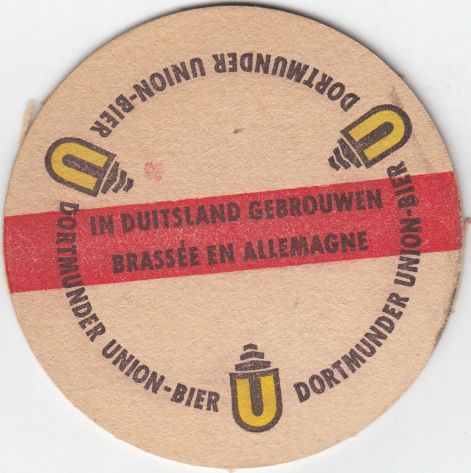 DORTMUNDER UNION-BIER
U
DORTMUNDER UNION-BIER
U
IN DUITSLAND GEBROUWEN
BRASSÉE EN ALLEMAGNE
DORTMUNDER UNION-BIER
U